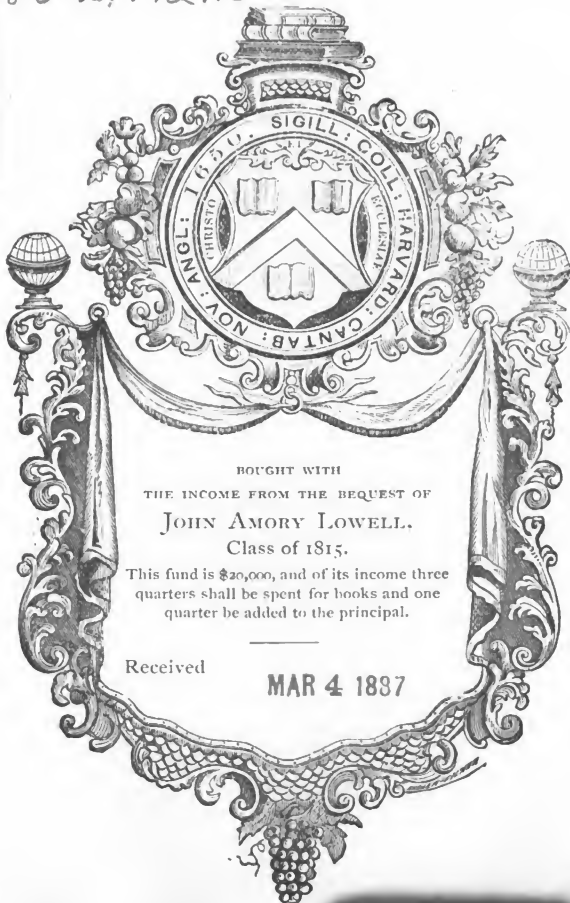 SIGILL: COLL: HARVARD: CANTAB: NOV: ANGL: 1650.
ET
CHRISTO
ECCLESIAE
BOUGHT WITH
THE INCOME FROM THE BEQUEST OF
JOHN AMORY LOWELL,
Class of 1815.
This fund is $20,000, and of its income three
quarters shall be spent for books and one
quarter be added to the principal.
Received
MAR 4 1887